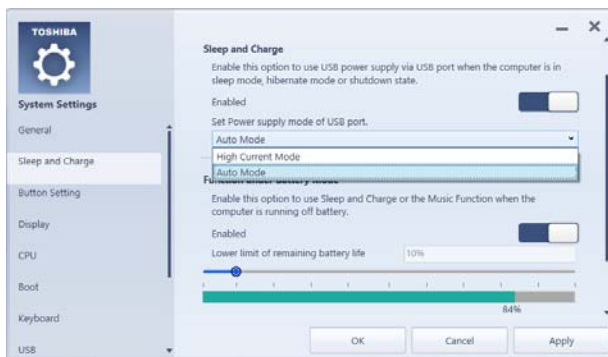 TOSHIBA
System Settings
General
Sleep and Charge
Button Setting
Display
CPU
Boot
Keyboard
USB
Sleep and Charge
Enable this option to use USB power supply via USB port when the computer is in
sleep mode, hibernate mode or shutdown state.
Enabled
Set Power supply mode of USB port.
Auto Mode
High Current Mode
Auto Mode
Function under Battery Mode
Enable this option to use Sleep and Charge or the Music Function when the
computer is running off battery.
Enabled
Lower limit of remaining battery life
10%
84%
OK
Cancel
Apply